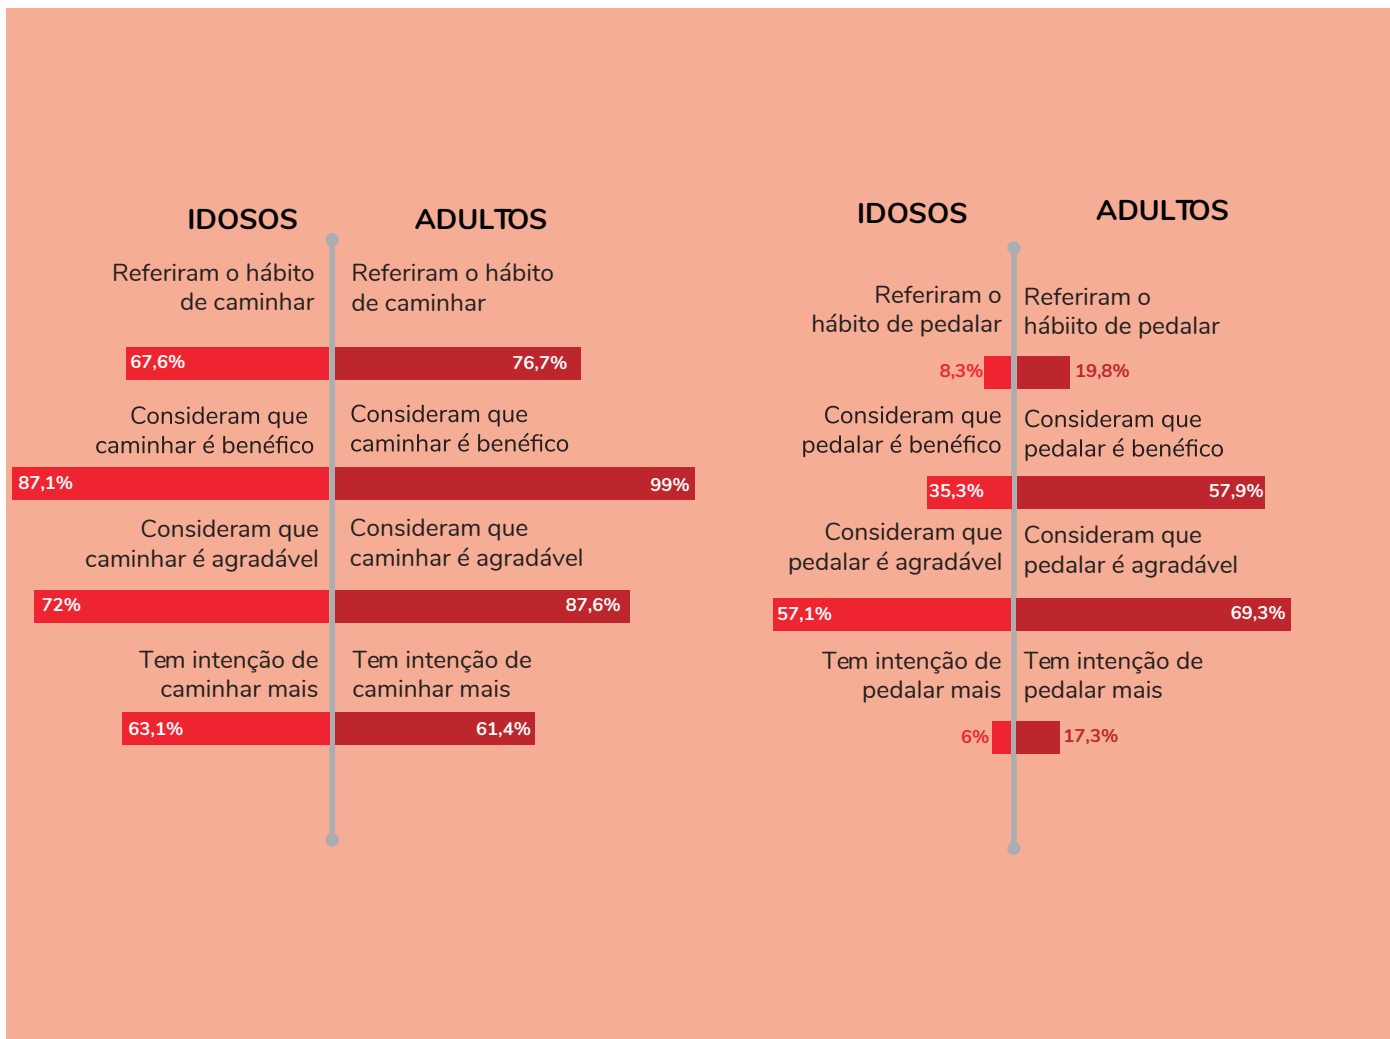 IDOSOS
ADULTOS
Referiram o hábito
de caminhar
Referiram o hábito
de caminhar
67,6%
76,7%
Consideram que
caminhar é benéfico
Consideram que
caminhar é benéfico
87,1%
99%
Consideram que
caminhar é agradável
Consideram que
caminhar é agradável
72%
87,6%
Tem intenção de
caminhar mais
Tem intenção de
caminhar mais
63,1%
61,4%
IDOSOS
ADULTOS
Referiram o
hábito de pedalar
Referiram o
hábiito de pedalar
8,3%
19,8%
Consideram que
pedalar é benéfico
Consideram que
pedalar é benéfico
35,3%
57,9%
Consideram que
pedalar é agradável
Consideram que
pedalar é agradável
57,1%
69,3%
Tem intenção de
pedalar mais
Tem intenção de
pedalar mais
6%
17,3%